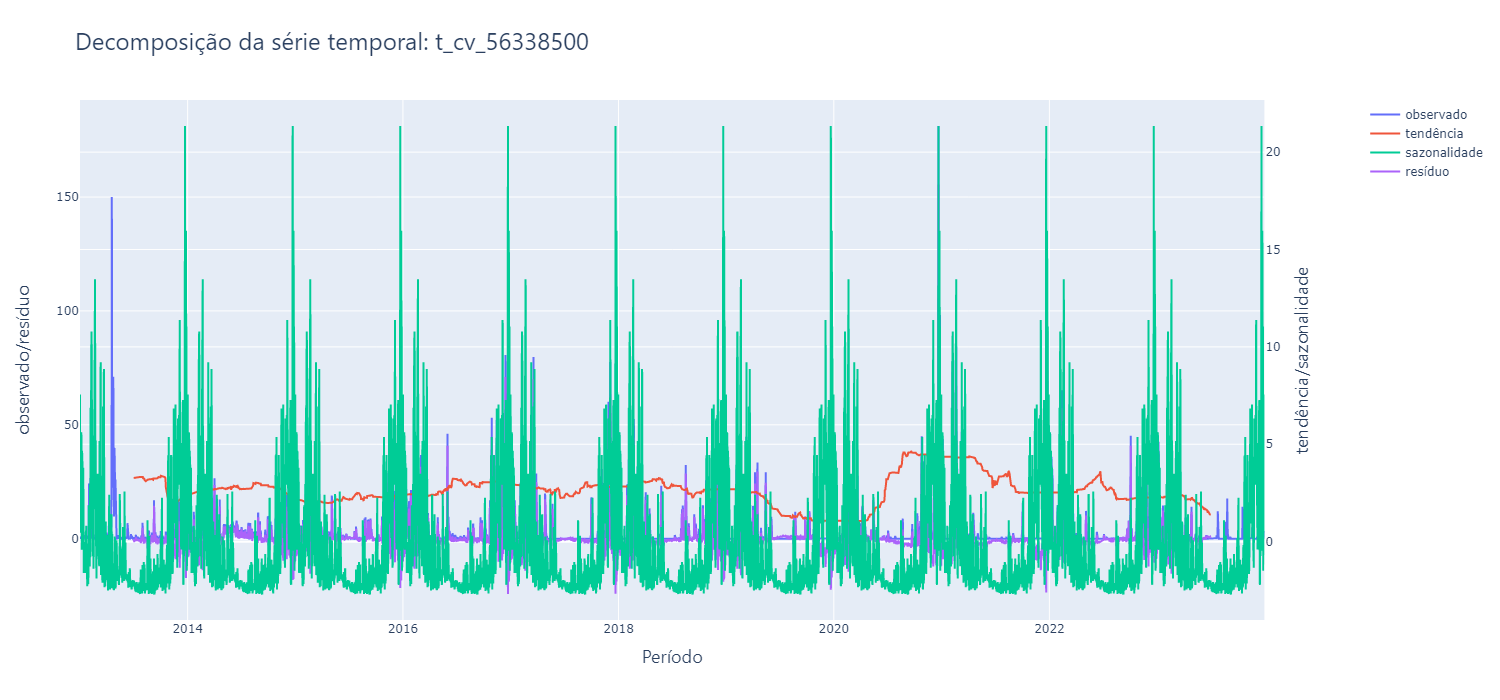 Decomposição da série temporal: t_cv_56338500
observado
tendência
sazonalidade
resíduo
150
100
50
0
observado/resíduo
20
15
10
5
0
tendência/sazonalidade
2014
2016
2018
2020
2022
Período